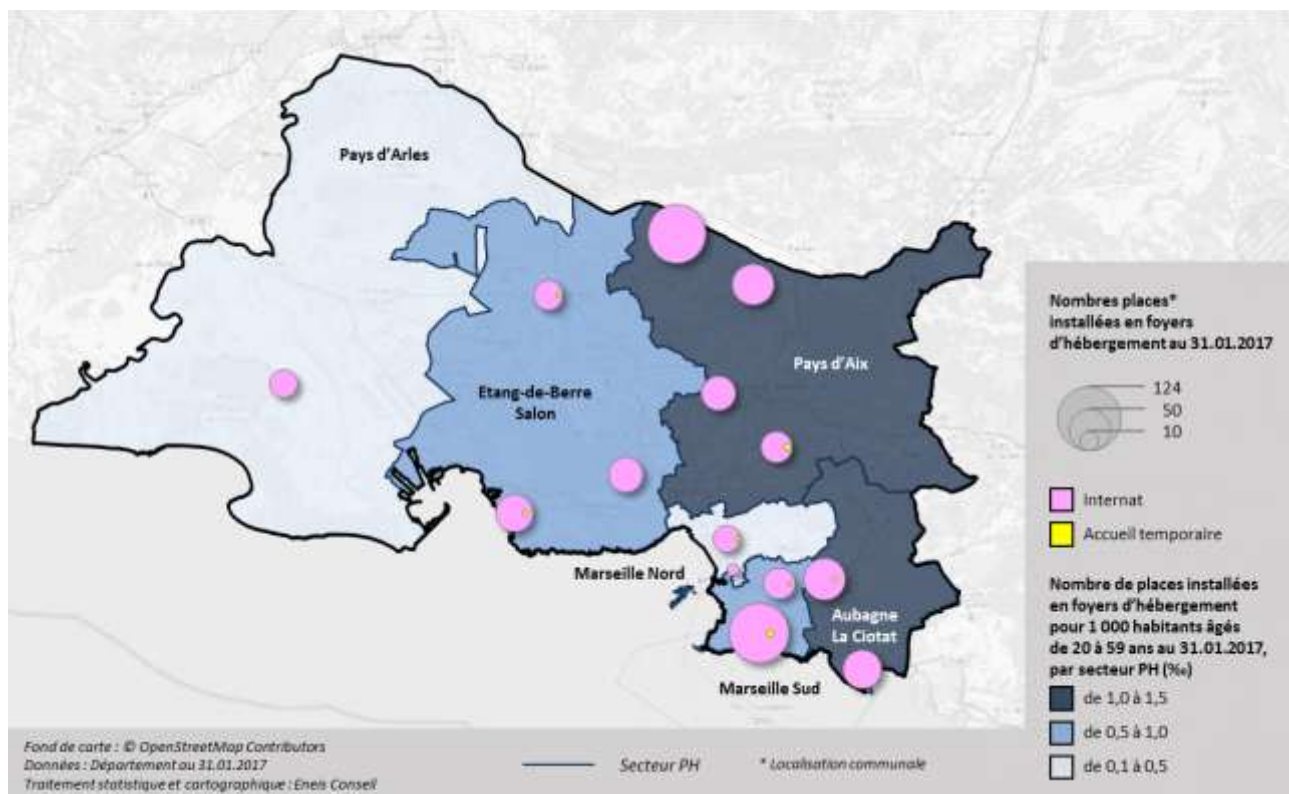 Pays d'Arles
Pays d'Aix
Etang-de-Berre
Salon
Marseille Nord
Aubagne
La Ciotat
Marseille Sud
Nombres places*
installées en foyers
d'hébergement au 31.01.2017
124
50
10
Internat
Accueil temporaire
Nombre de places installées
en foyers d'hébergement
pour 1 000 habitants âgés
de 20 à 59 ans au 31.01.2017,
par secteur PH (‰)
de 1,0 à 1,5
de 0,5 à 1,0
de 0,1 à 0,5
Fond de carte : © OpenStreetMap Contributors
Données : Département au 31.01.2017
Traitement statistique et cartographique : Eneis Conseil
Secteur PH
* Localisation communale